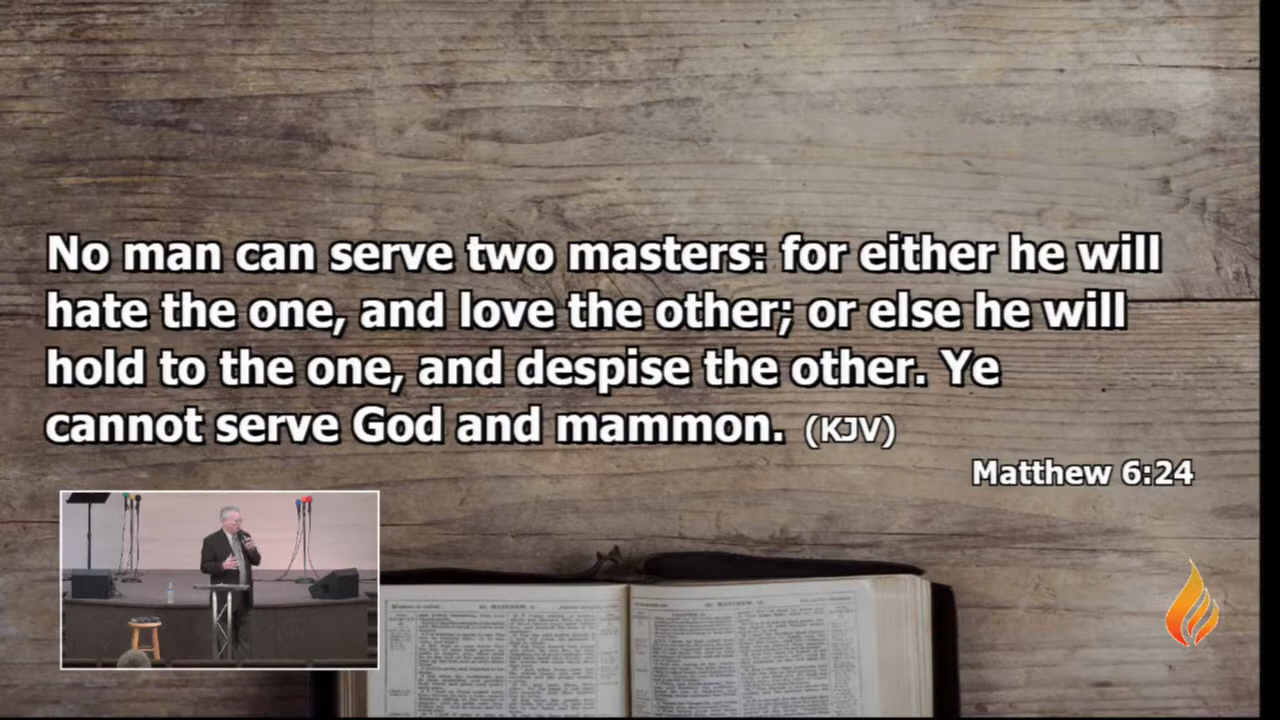 No man can serve two masters: for either he will
hate the one, and love the other; or else he will
hold to the one, and despise the other. Ye
cannot serve God and mammon. (KJV)
Matthew 6:24